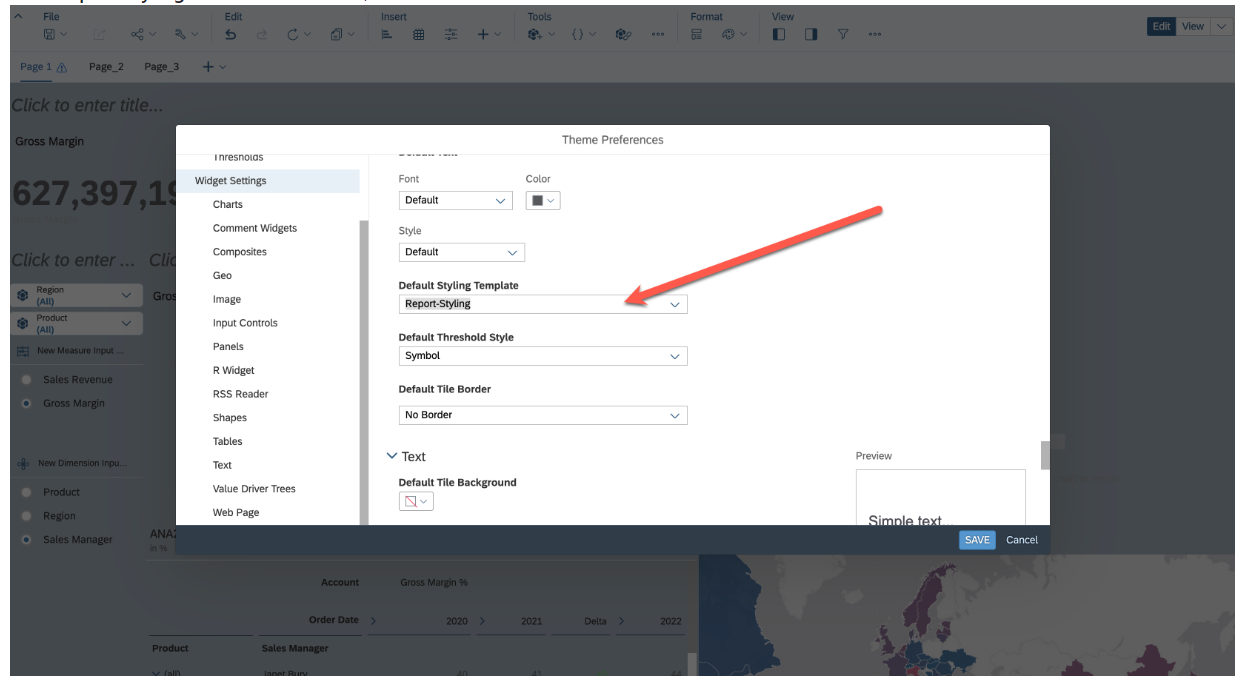 File Edit Insert Tools Format View
Edit View
Page 1 Page_2 Page_3
Click to enter title...
Gross Margin
627,397,19
Click to enter ... Clic
Region
(All)
Gros
Product
(All)
New Measure Input ...
Sales Revenue
Gross Margin
New Dimension Inpu...
Product
Region
Sales Manager
Theme Preferences
Thresholds
Widget Settings
Charts
Comment Widgets
Composites
Geo
Image
Input Controls
Panels
R Widget
RSS Reader
Shapes
Tables
Text
Value Driver Trees
Web Page
Font Color
Default
Style
Default
Default Styling Template
Report-Styling
Default Threshold Style
Symbol
Default Tile Border
No Border
Text
Preview
Default Tile Background
Simple text...
SAVE Cancel
in %
Account Gross Margin %
Order Date 2020 2021 Delta 2022
Product Sales Manager
(all) Janet Bury 40 41 44